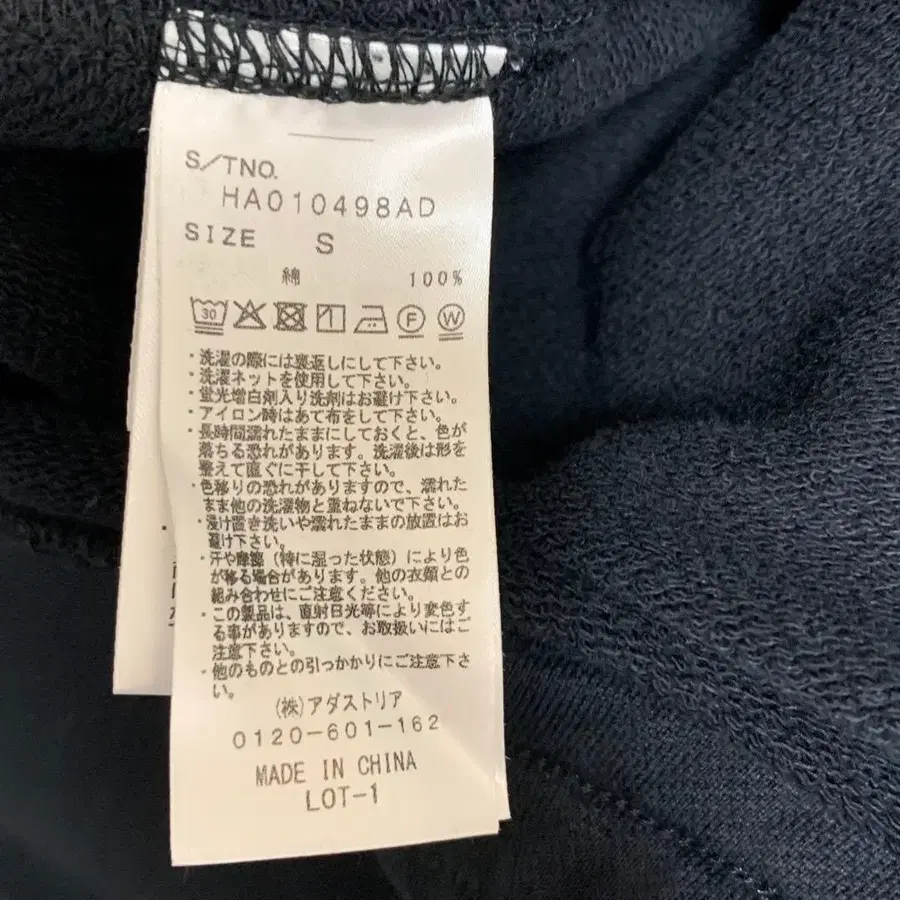 S/TNO.
HA010498AD
SIZE S
綿 100%
30 F W
・洗濯の際には裏返しにして下さい。
・洗濯ネットを使用して下さい。
・蛍光増白剤入り洗剤はお避け下さい。
・アイロン時はあて布をして下さい。
・長時間濡れたままにしておくと、色が
落ちる恐れがあります。洗濯後は形を
整えて直ぐに干して下さい。
・色移りの恐れがありますので、濡れた
まま他の洗濯物と重ねないで下さい。
・浸け置き洗いや濡れたままの放置はお
避け下さい。
・汗や摩擦（特に湿った状態）により色
が移る場合があります。他の衣類との
組み合わせにご注意ください。
・この製品は、直射日光等により変色す
る事がありますので、お取扱いにはご
注意下さい。
・他のものとの引っかかりにご注意下さ
い。
(株)アダストリア
0120-601-162
MADE IN CHINA
LOT-1